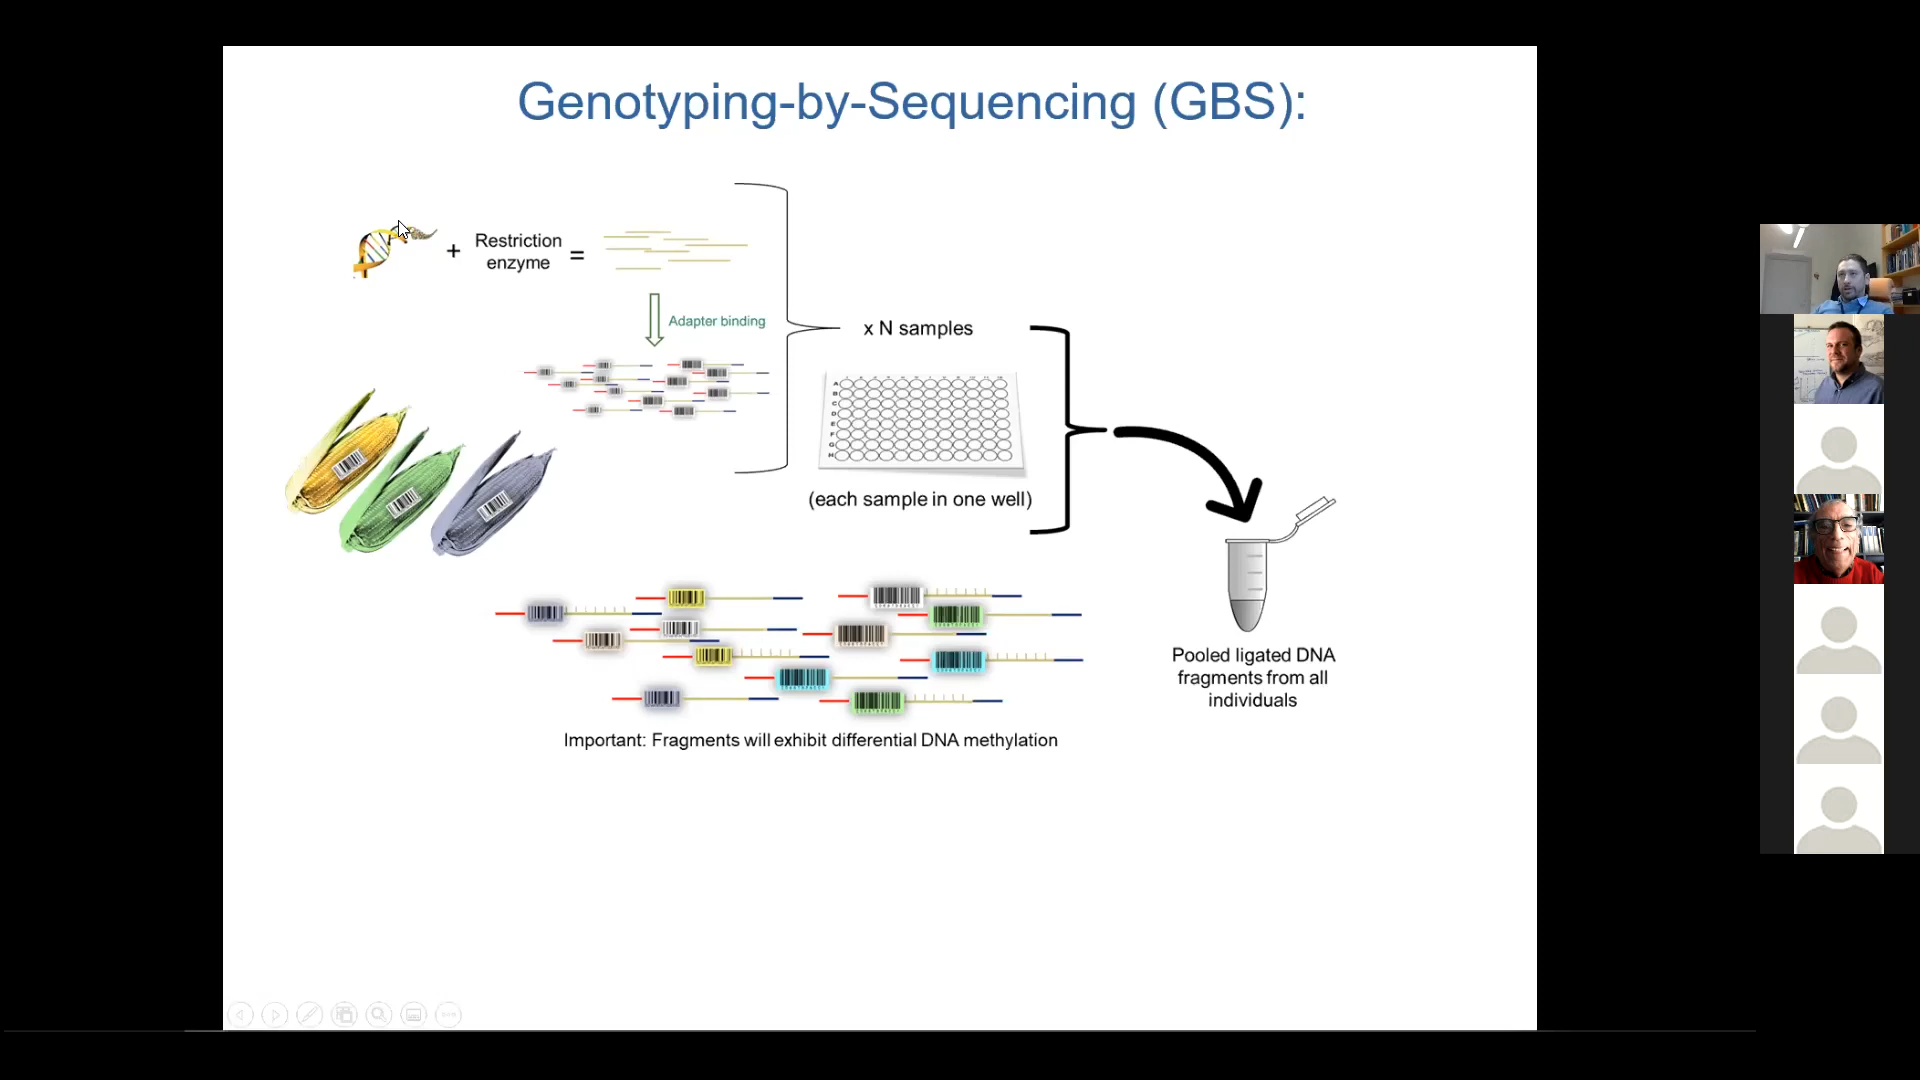 Genotyping-by-Sequencing (GBS):
+
Restriction
enzyme
=
Adapter binding
x N samples
A
B
C
D
E
F
G
H
(each sample in one well)
Pooled ligated DNA
fragments from all
individuals
Important: Fragments will exhibit differential DNA methylation